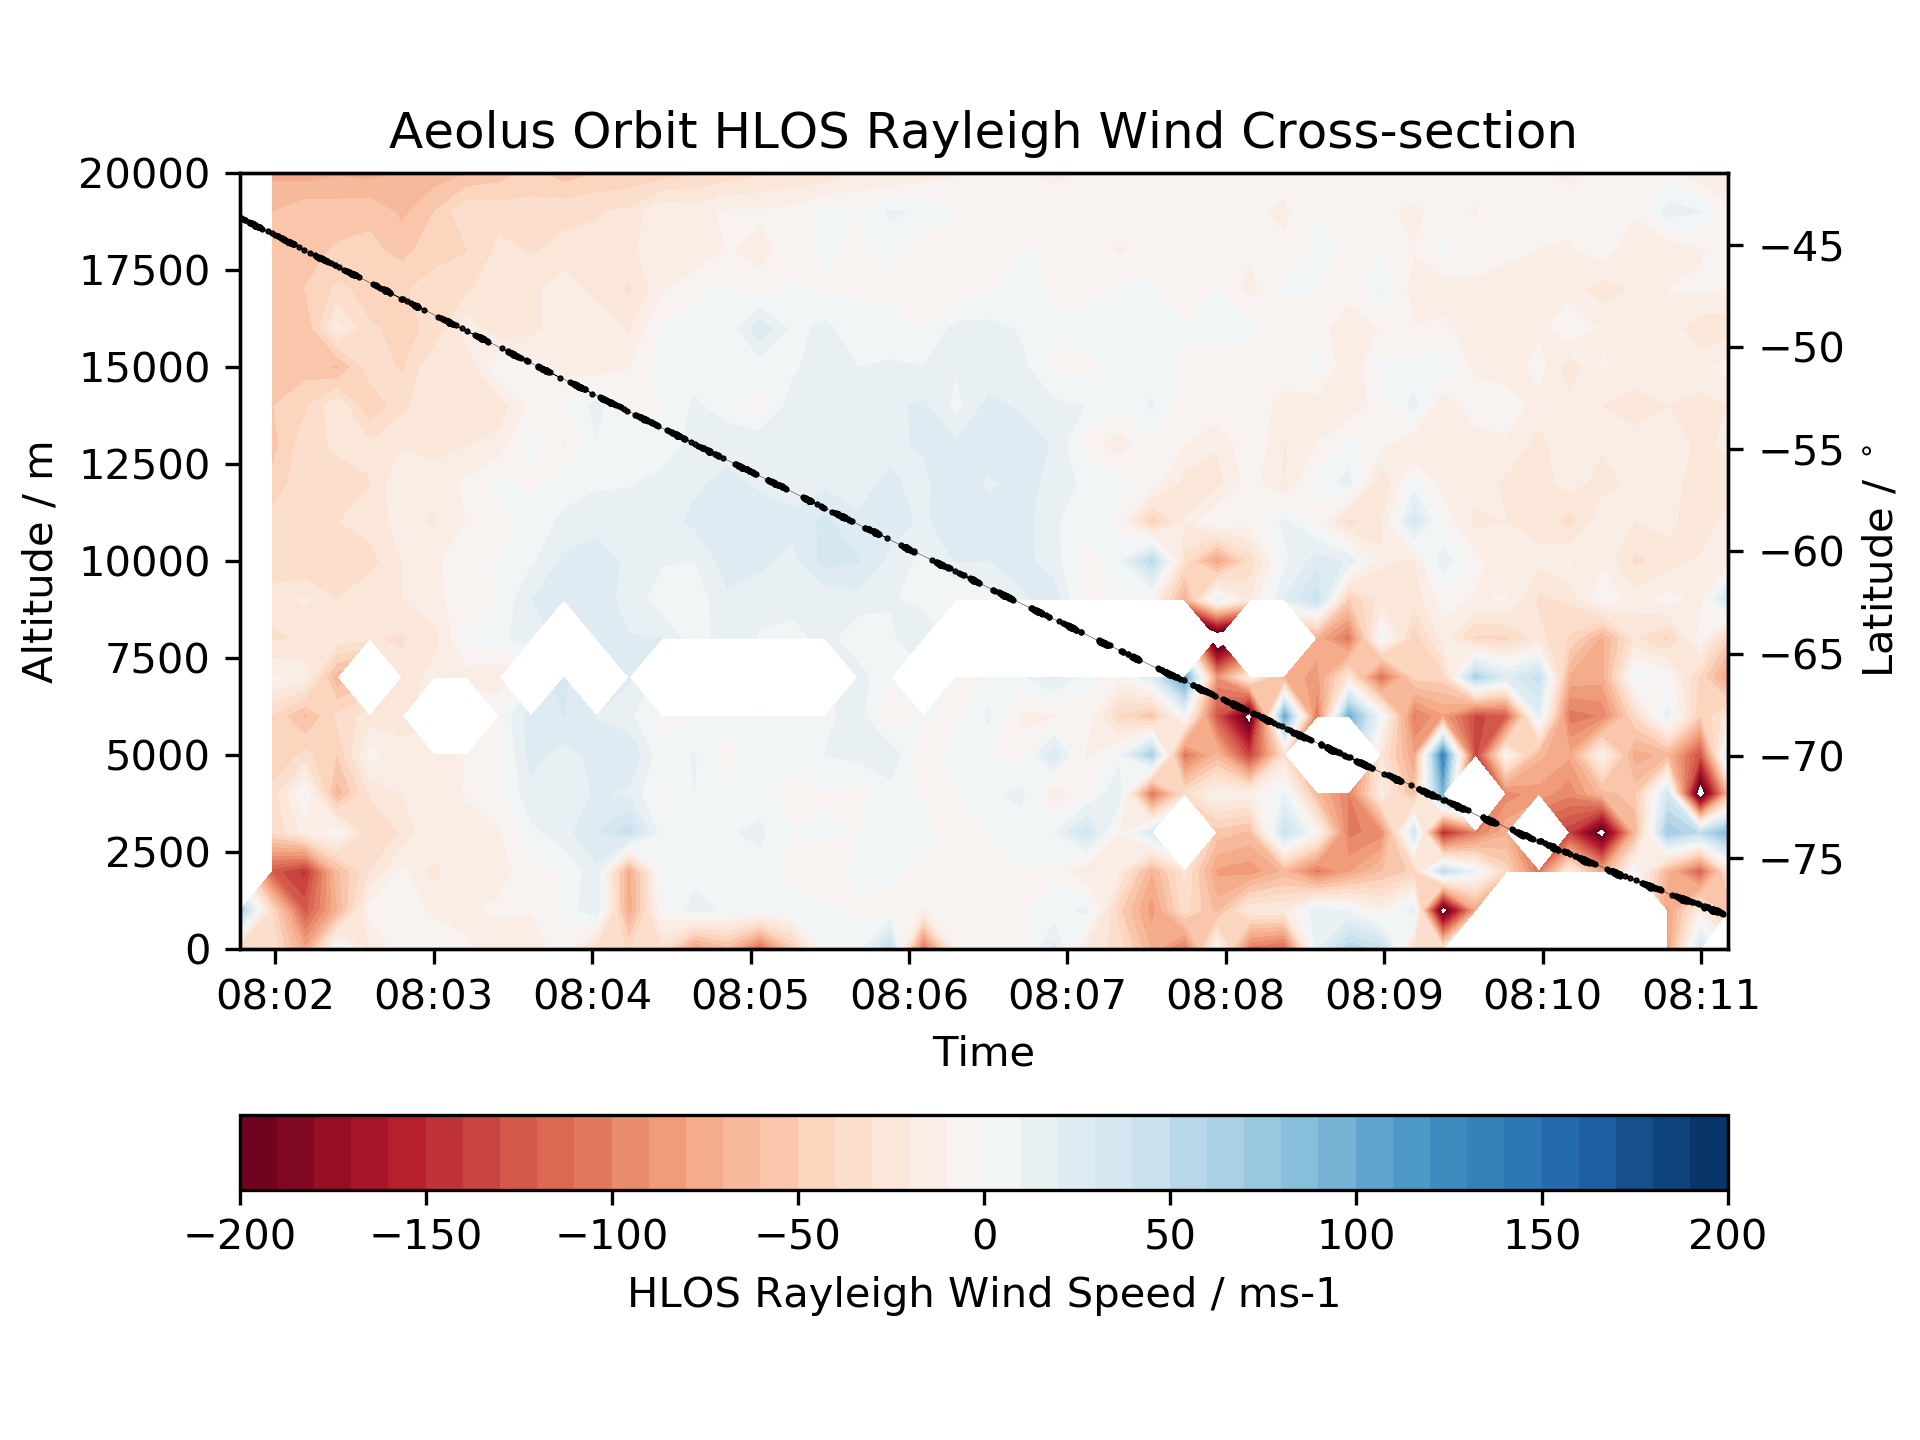 Aeolus Orbit HLOS Rayleigh Wind Cross-section
20000
17500
15000
12500
10000
7500
5000
2500
0
Altitude / m
−45
−50
−55
−60
−65
−70
−75
Latitude / °
08:02 08:03 08:04 08:05 08:06 08:07 08:08 08:09 08:10 08:11
Time
−200 −150 −100 −50 0 50 100 150 200
HLOS Rayleigh Wind Speed / ms-1